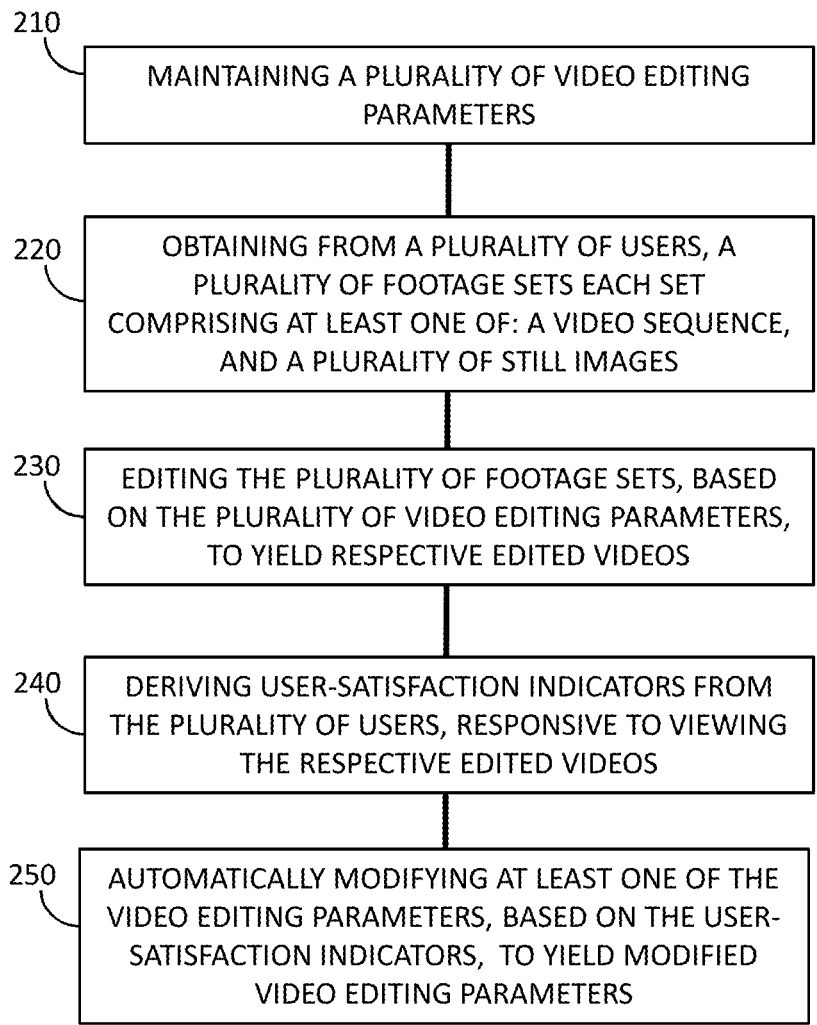 210
MAINTAINING A PLURALITY OF VIDEO EDITING
PARAMETERS
220
OBTAINING FROM A PLURALITY OF USERS, A
PLURALITY OF FOOTAGE SETS EACH SET
COMPRISING AT LEAST ONE OF: A VIDEO SEQUENCE,
AND A PLURALITY OF STILL IMAGES
230
EDITING THE PLURALITY OF FOOTAGE SETS, BASED
ON THE PLURALITY OF VIDEO EDITING PARAMETERS,
TO YIELD RESPECTIVE EDITED VIDEOS
240
DERIVING USER-SATISFACTION INDICATORS FROM
THE PLURALITY OF USERS, RESPONSIVE TO VIEWING
THE RESPECTIVE EDITED VIDEOS
250
AUTOMATICALLY MODIFYING AT LEAST ONE OF THE
VIDEO EDITING PARAMETERS, BASED ON THE USER-
SATISFACTION INDICATORS, TO YIELD MODIFIED
VIDEO EDITING PARAMETERS